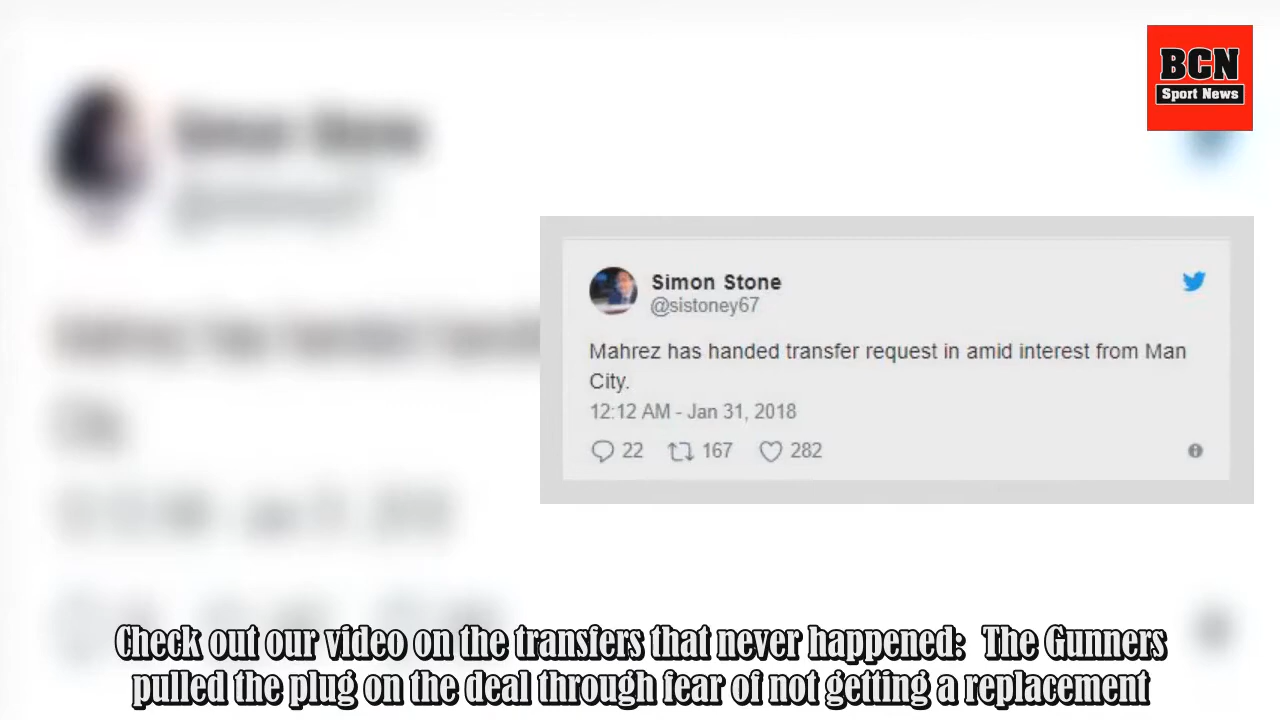 BCN
Sport News
Simon Stone
@sistoney67
Mahrez has handed transfer request in amid interest from Man
City.
12:12 AM - Jan 31, 2018
22 167 282
Check out our video on the transfers that never happened: The Gunners
pulled the plug on the deal through fear of not getting a replacement